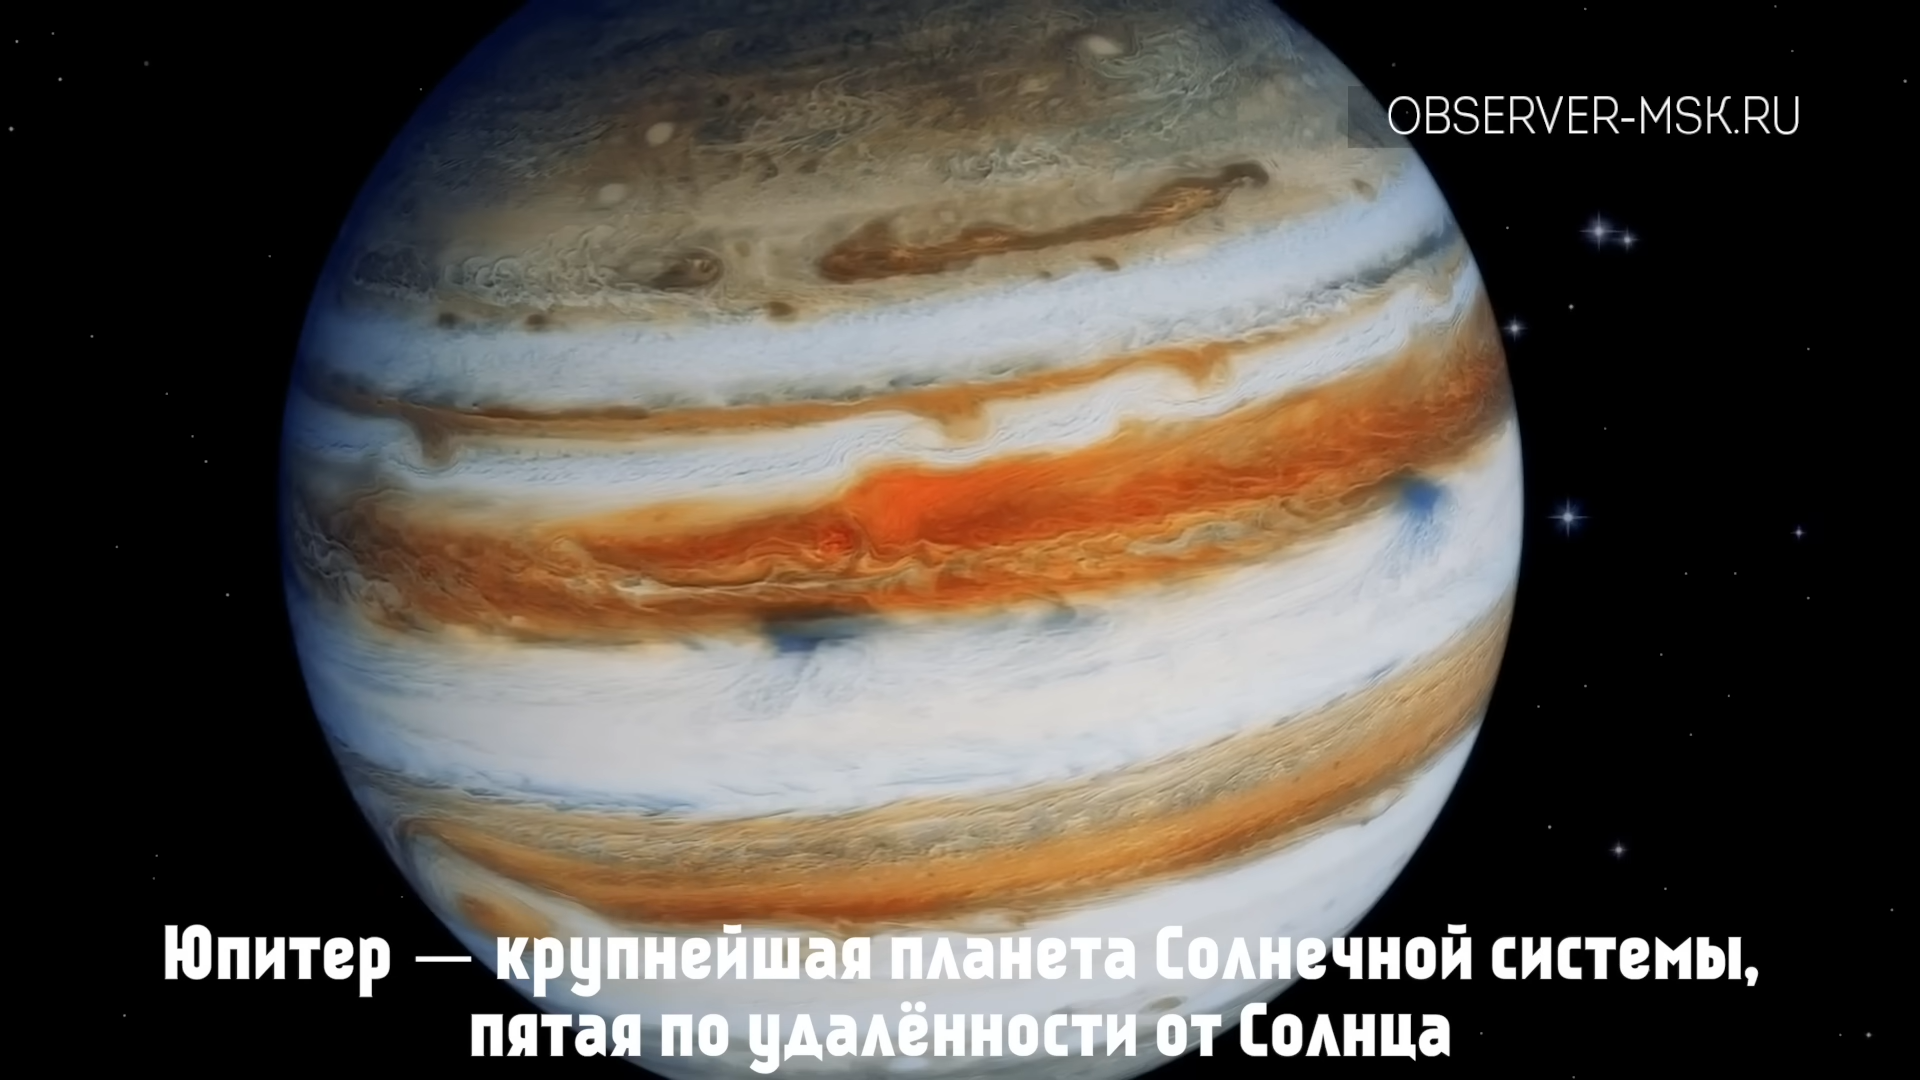 OBSERVER-MSK.RU
Юпитер — крупнейшая планета Солнечной системы,
пятая по удалённости от Солнца